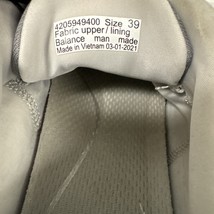 4205949400 Size 39
Fabric upper/ lining
Balance man made
Made in Vietnam 03-01-2021